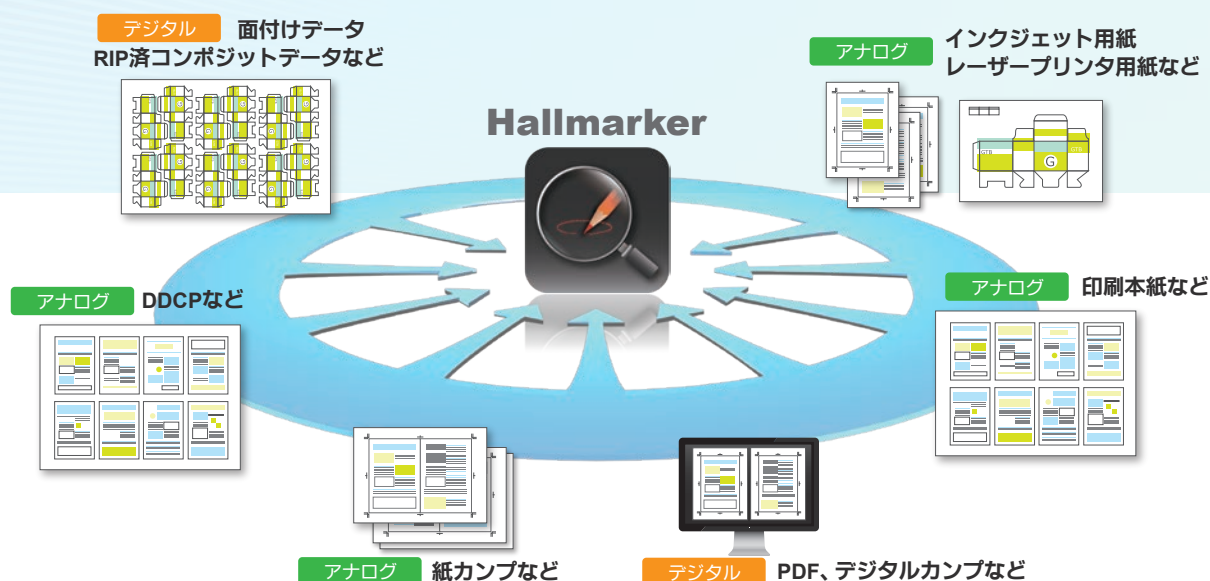 デジタル 面付けデータ
RIP済コンポジットデータなど
アナログ インクジェット用紙
レーザープリンタ用紙など
Hallmarker
G
GTB
GTB
G
アナログ DDCPなど
アナログ 印刷本紙など
アナログ 紙カンプなど
デジタル PDF、デジタルカンプなど